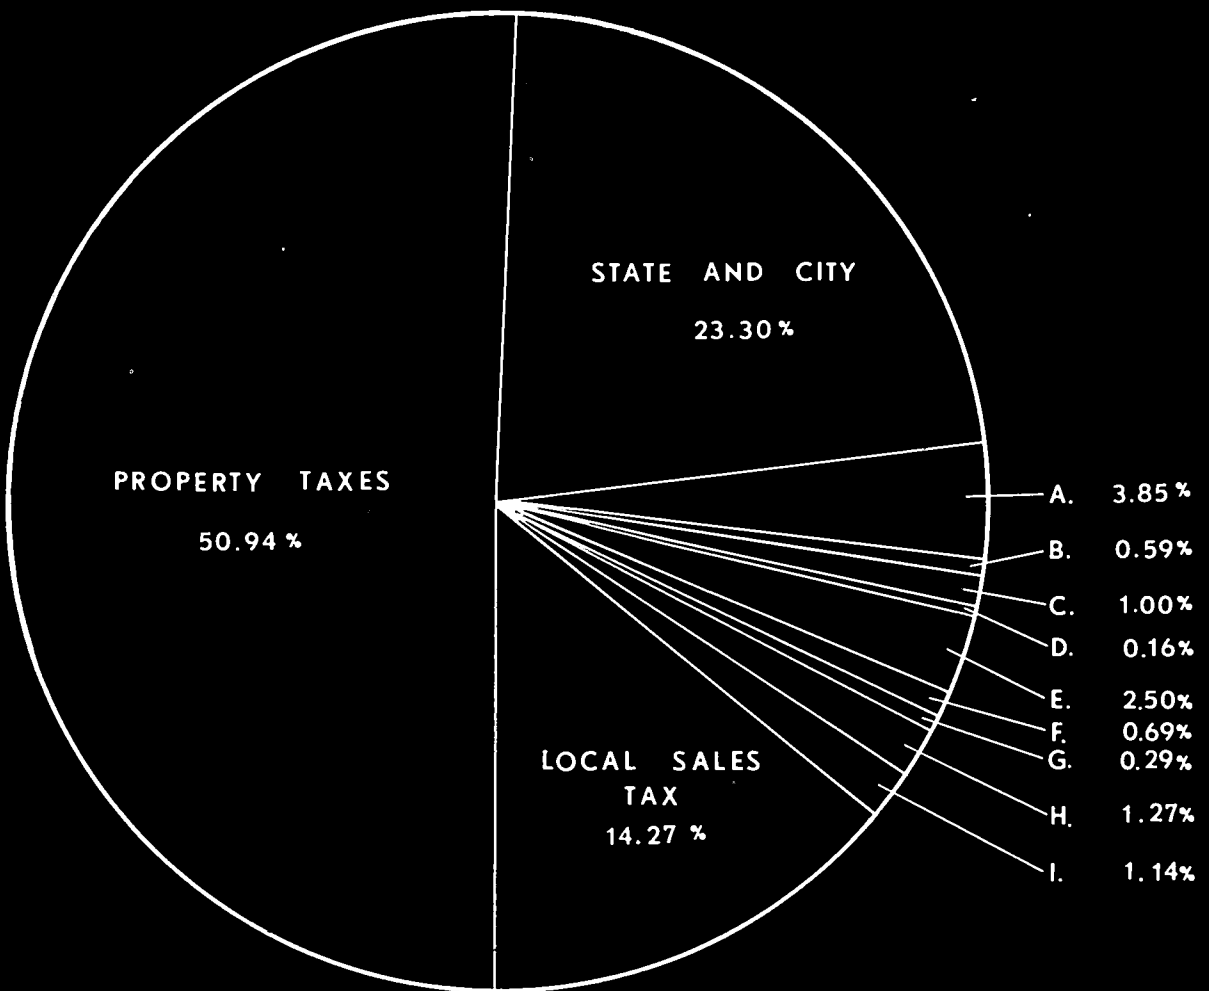 STATE AND CITY
23.30%
PROPERTY TAXES
50.94%
A. 3.85%
B. 0.59%
C. 1.00%
D. 0.16%
E. 2.50%
F. 0.69%
G. 0.29%
H. 1.27%
I. 1.14%
LOCAL SALES
TAX
14.27%